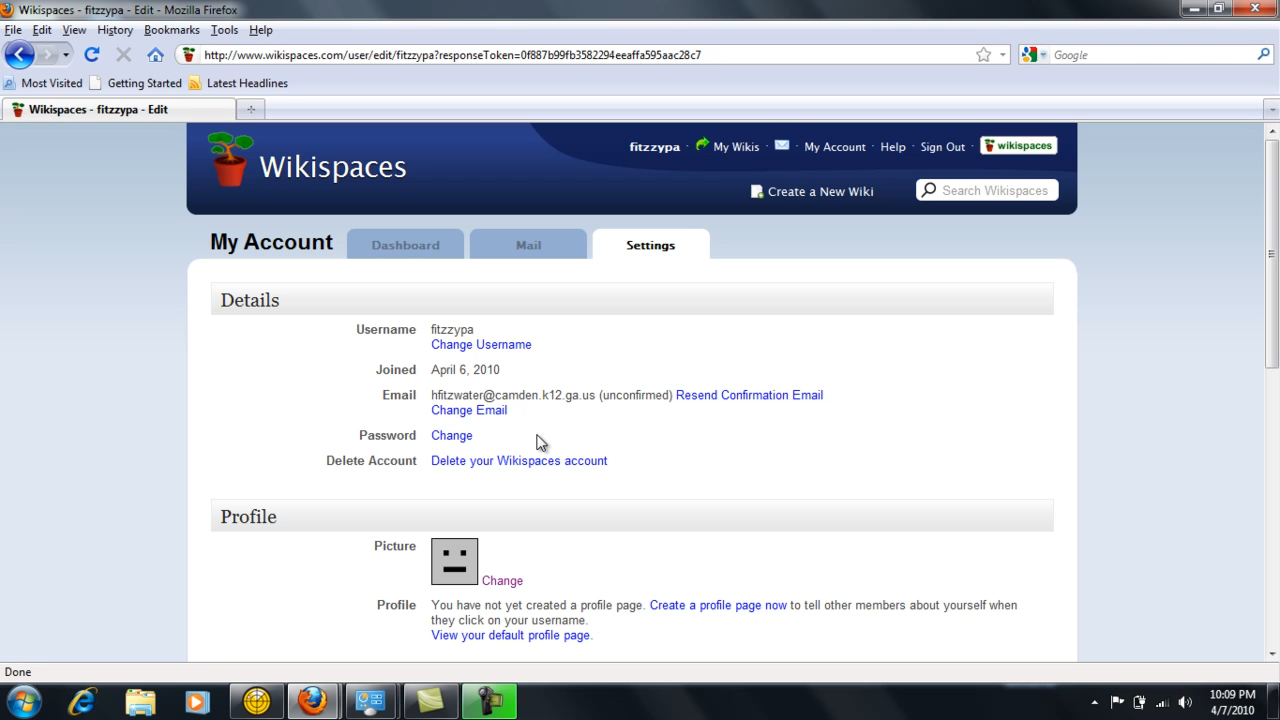 Wikispaces - fitzzypa - Edit - Mozilla Firefox
File Edit View History Bookmarks Tools Help
http://www.wikispaces.com/user/edit/fitzzypa?responseToken=0f887b99fb3582294eeaffa595aac28c7
Google
Most Visited Getting Started Latest Headlines
Wikispaces - fitzzypa - Edit
fitzzypa · My Wikis · · My Account · Help · Sign Out · wikispaces
Wikispaces
Create a New Wiki Search Wikispaces
My Account Dashboard Mail Settings
Details
Username fitzzypa
Change Username
Joined April 6, 2010
Email hfitzwater@camden.k12.ga.us (unconfirmed) Resend Confirmation Email
Change Email
Password Change
Delete Account Delete your Wikispaces account
Profile
Picture
Change
Profile You have not yet created a profile page. Create a profile page now to tell other members about yourself when
they click on your username.
View your default profile page.
Done
10:09 PM
4/7/2010